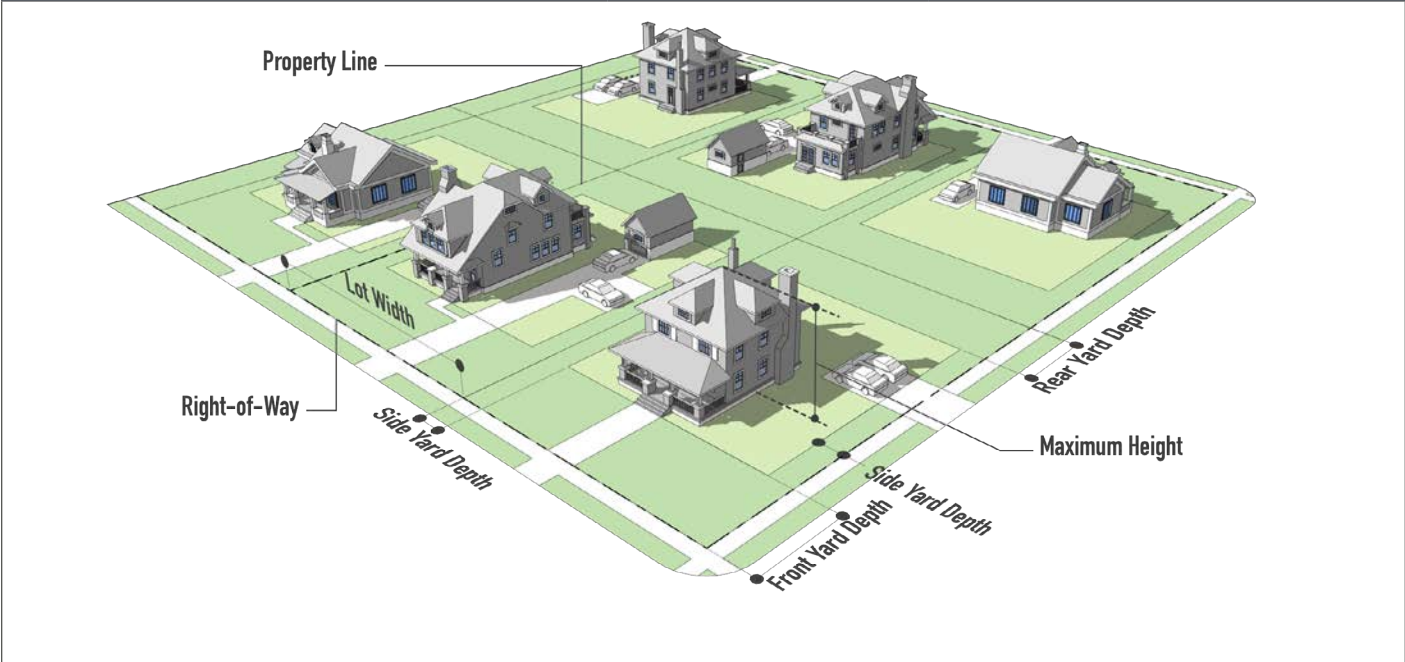 Property Line
Lot Width
Right-of-Way
Side Yard Depth
Rear Yard Depth
Maximum Height
Side Yard Depth
Front Yard Depth